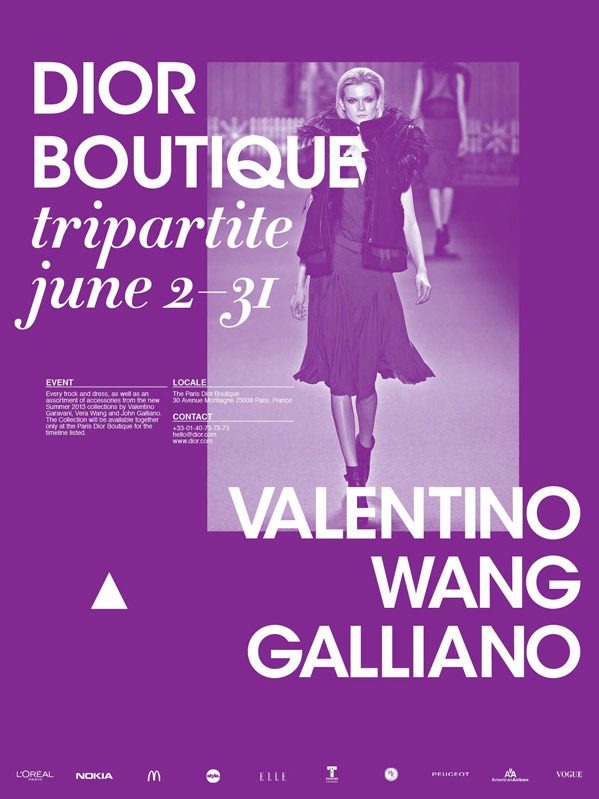 DIOR
BOUTIQUE
tripartite
june 2–31
EVENT
Every frock and dress, as well as an
assortment of accessories from the new
Summer 2013 collections by Valentino
Garavani, Vera Wang and John Galliano.
The Collection will be available together
only at the Paris Dior Boutique for the
timeline listed.
LOCALE
The Paris Dior Boutique
30 Avenue Montaigne 75008 Paris, France
CONTACT
+33-01-40-73-73-73
hello@dior.com
www.dior.com
VALENTINO
WANG
GALLIANO
L'ORÉAL
PARIS
NOKIA
style.
ELLE
PEUGEOT
AA
AmericanAirlines
VOGUE